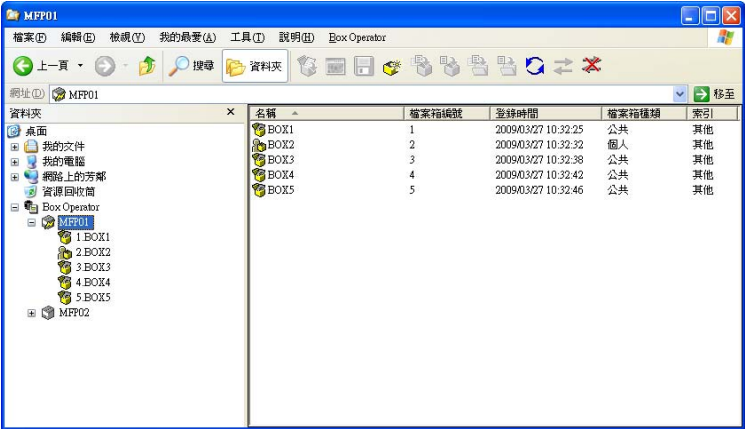 MFP01
檔案(F) 編輯(E) 檢視(V) 我的最愛(A) 工具(T) 說明(H) Box Operator
上一頁 搜尋 資料夾
網址(D) MFP01 移至
資料夾 × 名稱 檔案箱編號 登錄時間 檔案箱種類 索引
桌面
我的文件
我的電腦
網路上的芳鄰
資源回收筒
Box Operator
MFP01
1.BOX1
2.BOX2
3.BOX3
4.BOX4
5.BOX5
MFP02
BOX1 1 2009/03/27 10:32:25 公共 其他
BOX2 2 2009/03/27 10:32:32 個人 其他
BOX3 3 2009/03/27 10:32:38 公共 其他
BOX4 4 2009/03/27 10:32:42 公共 其他
BOX5 5 2009/03/27 10:32:46 公共 其他